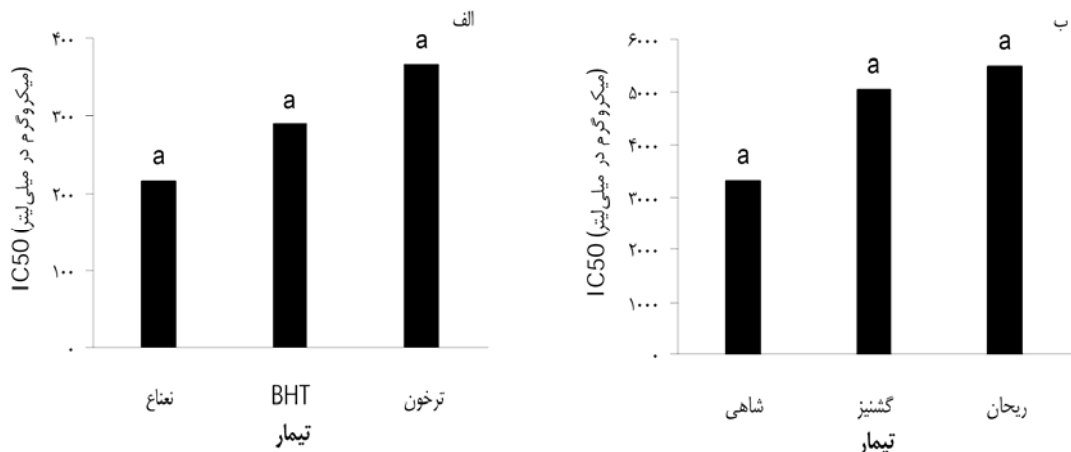 الف
IC50 (میکروگرم در میلی‌لیتر)
۴۰۰
۳۰۰
۲۰۰
۱۰۰
۰
a
a
a
نعناع
BHT
ترخون
تیمار
ب
IC50 (میکروگرم در میلی‌لیتر)
۶۰۰۰
۵۰۰۰
۴۰۰۰
۳۰۰۰
۲۰۰۰
۱۰۰۰
۰
a
a
a
شاهی
گشنیز
ریحان
تیمار